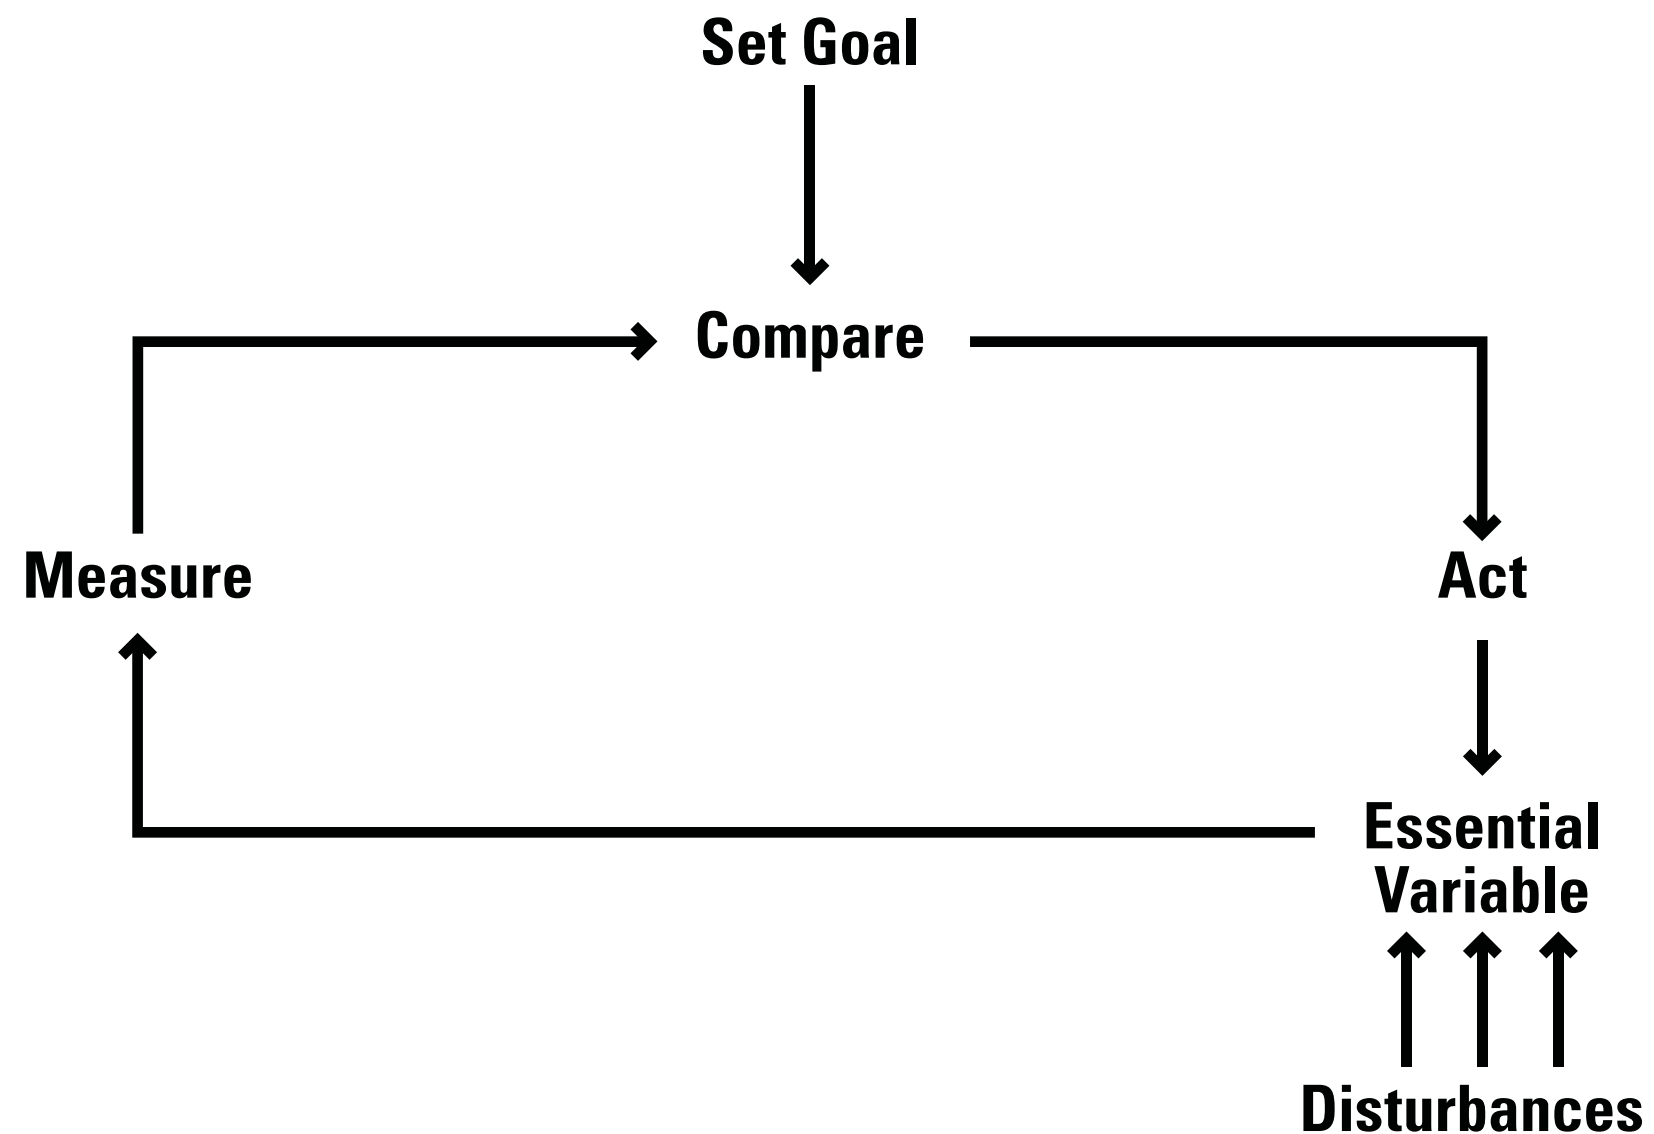 Set Goal
Compare
Measure
Act
Essential
Variable
Disturbances